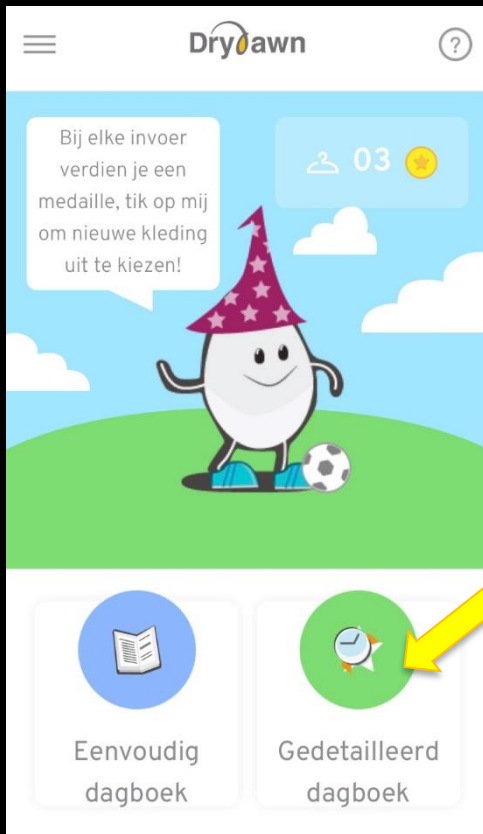 Drydawn
?
Bij elke invoer
verdien je een
medaille, tik op mij
om nieuwe kleding
uit te kiezen!
03
Eenvoudig
dagboek
Gedetailleerd
dagboek